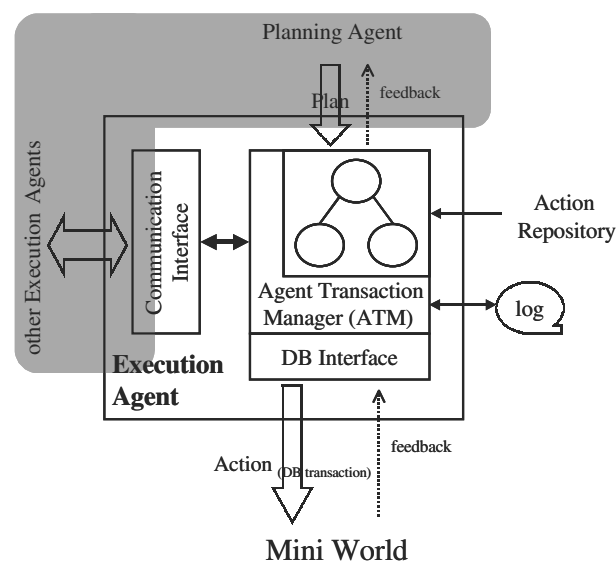 Planning Agent
Plan
feedback
other Execution Agents
Communication
Interface
Action
Repository
Agent Transaction
Manager (ATM)
log
DB Interface
Execution
Agent
Action (DB transaction)
feedback
Mini World